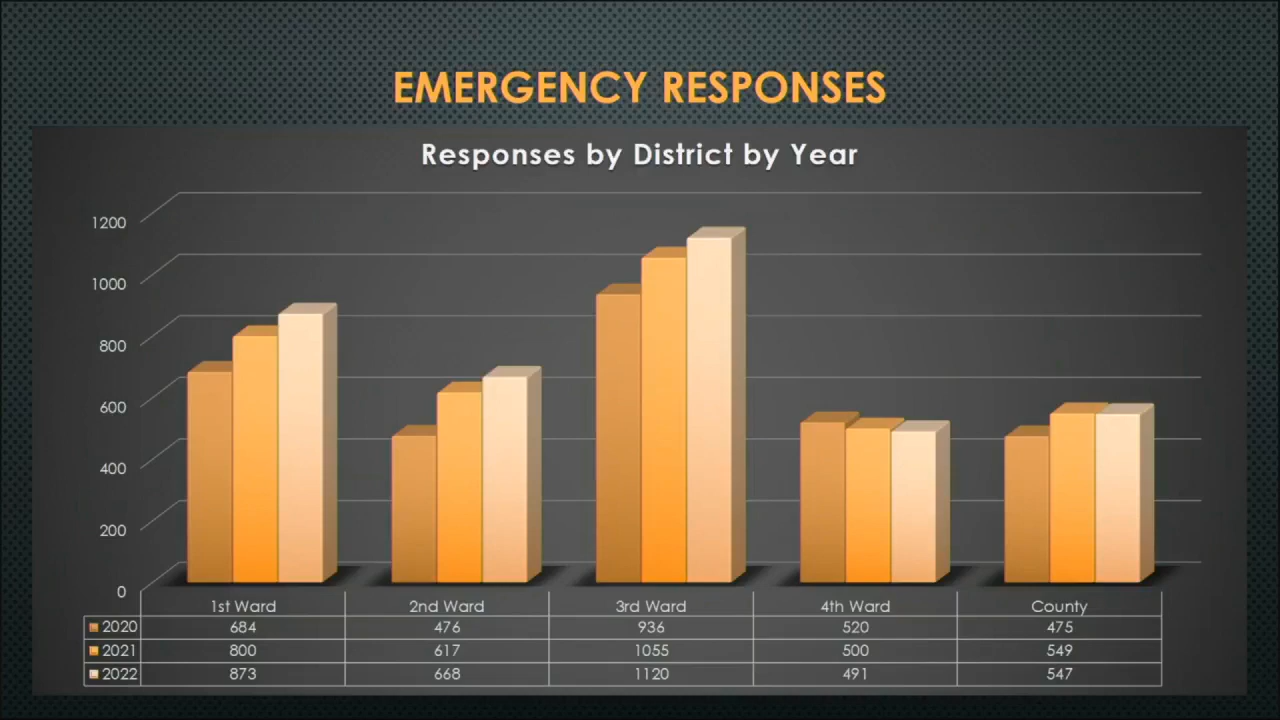 EMERGENCY RESPONSES
Responses by District by Year
1200
1000
800
600
400
200
0
1st Ward 2nd Ward 3rd Ward 4th Ward County
2020 684 476 936 520 475
2021 800 617 1055 500 549
2022 873 668 1120 491 547